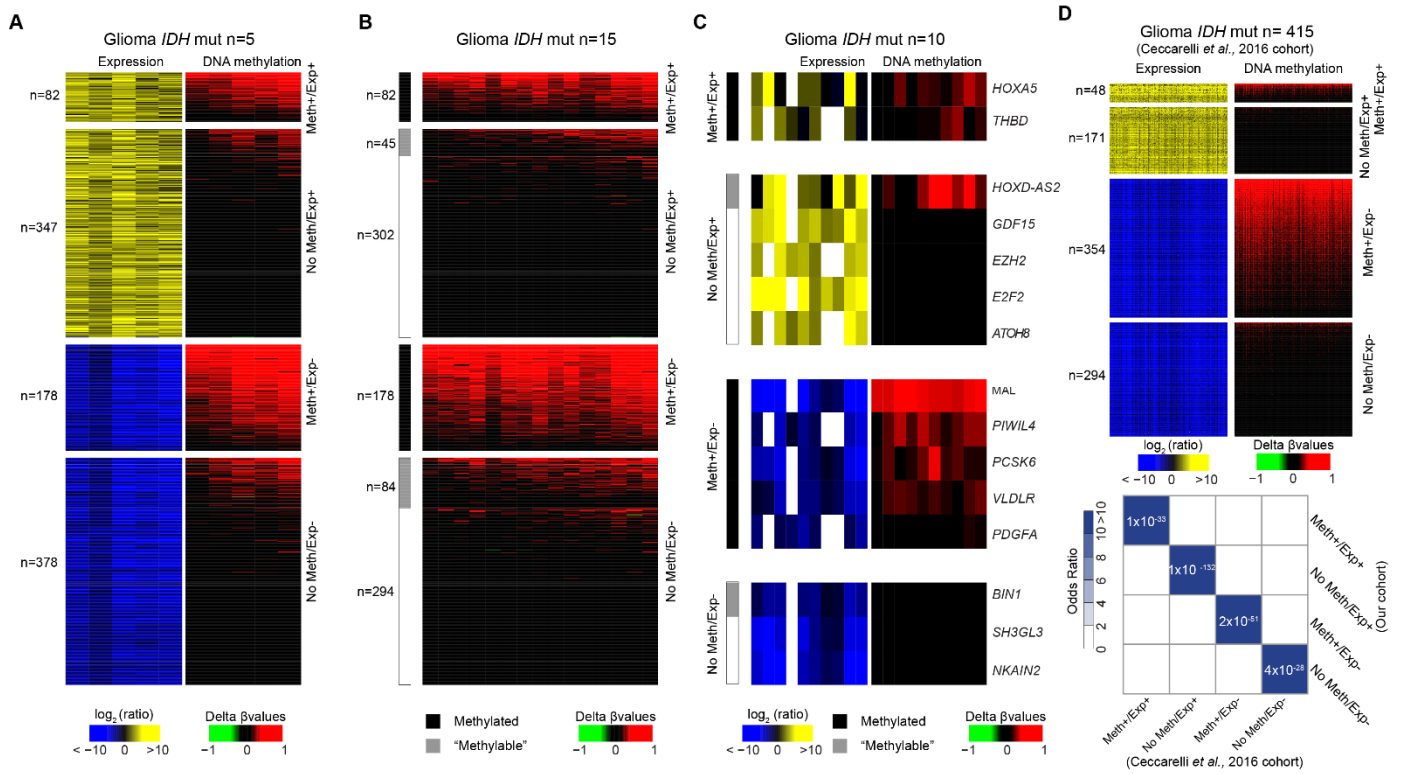 A
Glioma IDH mut n=5
Expression
DNA methylation
n=82
Meth+/Exp+
n=347
No Meth/Exp+
n=178
Meth+/Exp-
n=378
No Meth/Exp-
log2 (ratio)
< −10 0 >10
Delta βvalues
−1 0 1
B
Glioma IDH mut n=15
n=82
Meth+/Exp+
n=45
n=302
No Meth/Exp+
n=178
Meth+/Exp-
n=84
n=294
No Meth/Exp-
Methylated
“Methylable”
Delta βvalues
−1 0 1
C
Glioma IDH mut n=10
Expression
DNA methylation
Meth+/Exp+
HOXA5
THBD
No Meth/Exp+
HOXD-AS2
GDF15
EZH2
E2F2
ATOH8
Meth+/Exp-
MAL
PIWIL4
PCSK6
VLDLR
PDGFA
No Meth/Exp-
BIN1
SH3GL3
NKAIN2
log2 (ratio)
< −10 0 >10
Methylated
“Methylable”
Delta βvalues
−1 0 1
D
Glioma IDH mut n= 415
(Ceccarelli et al., 2016 cohort)
Expression
DNA methylation
n=48
Meth+/Exp+
n=171
No Meth/Exp+
n=354
Meth+/Exp-
n=294
No Meth/Exp-
log2 (ratio)
< −10 0 >10
Delta βvalues
−1 0 1
Odds Ratio
0 2 4 6 8 10 >10
1x10-33
1x10-132
2x10-51
4x10-28
Meth+/Exp+
No Meth/Exp+
Meth+/Exp-
No Meth/Exp-
(Our cohort)
Meth+/Exp+
No Meth/Exp+
Meth+/Exp-
No Meth/Exp-
(Ceccarelli et al., 2016 cohort)